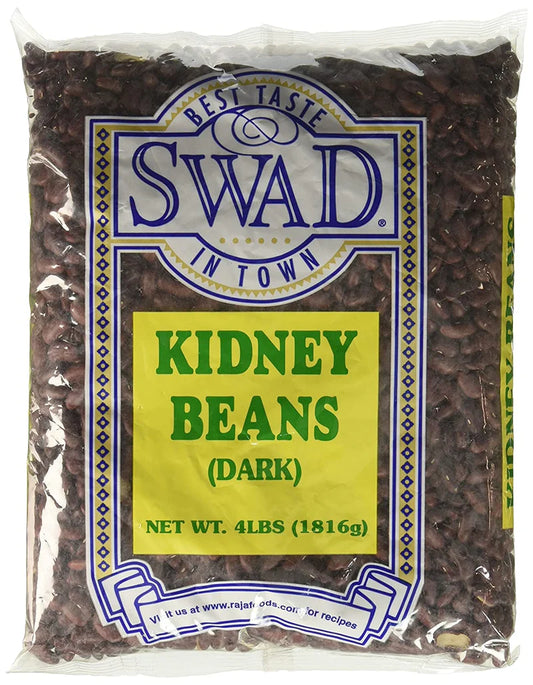 BEST TASTE
SWAD®
IN TOWN
KIDNEY
BEANS
(DARK)
NET WT. 4LBS (1816g)
Visit us at www.rajafoods.com for recipes
KIDNEY BEANS